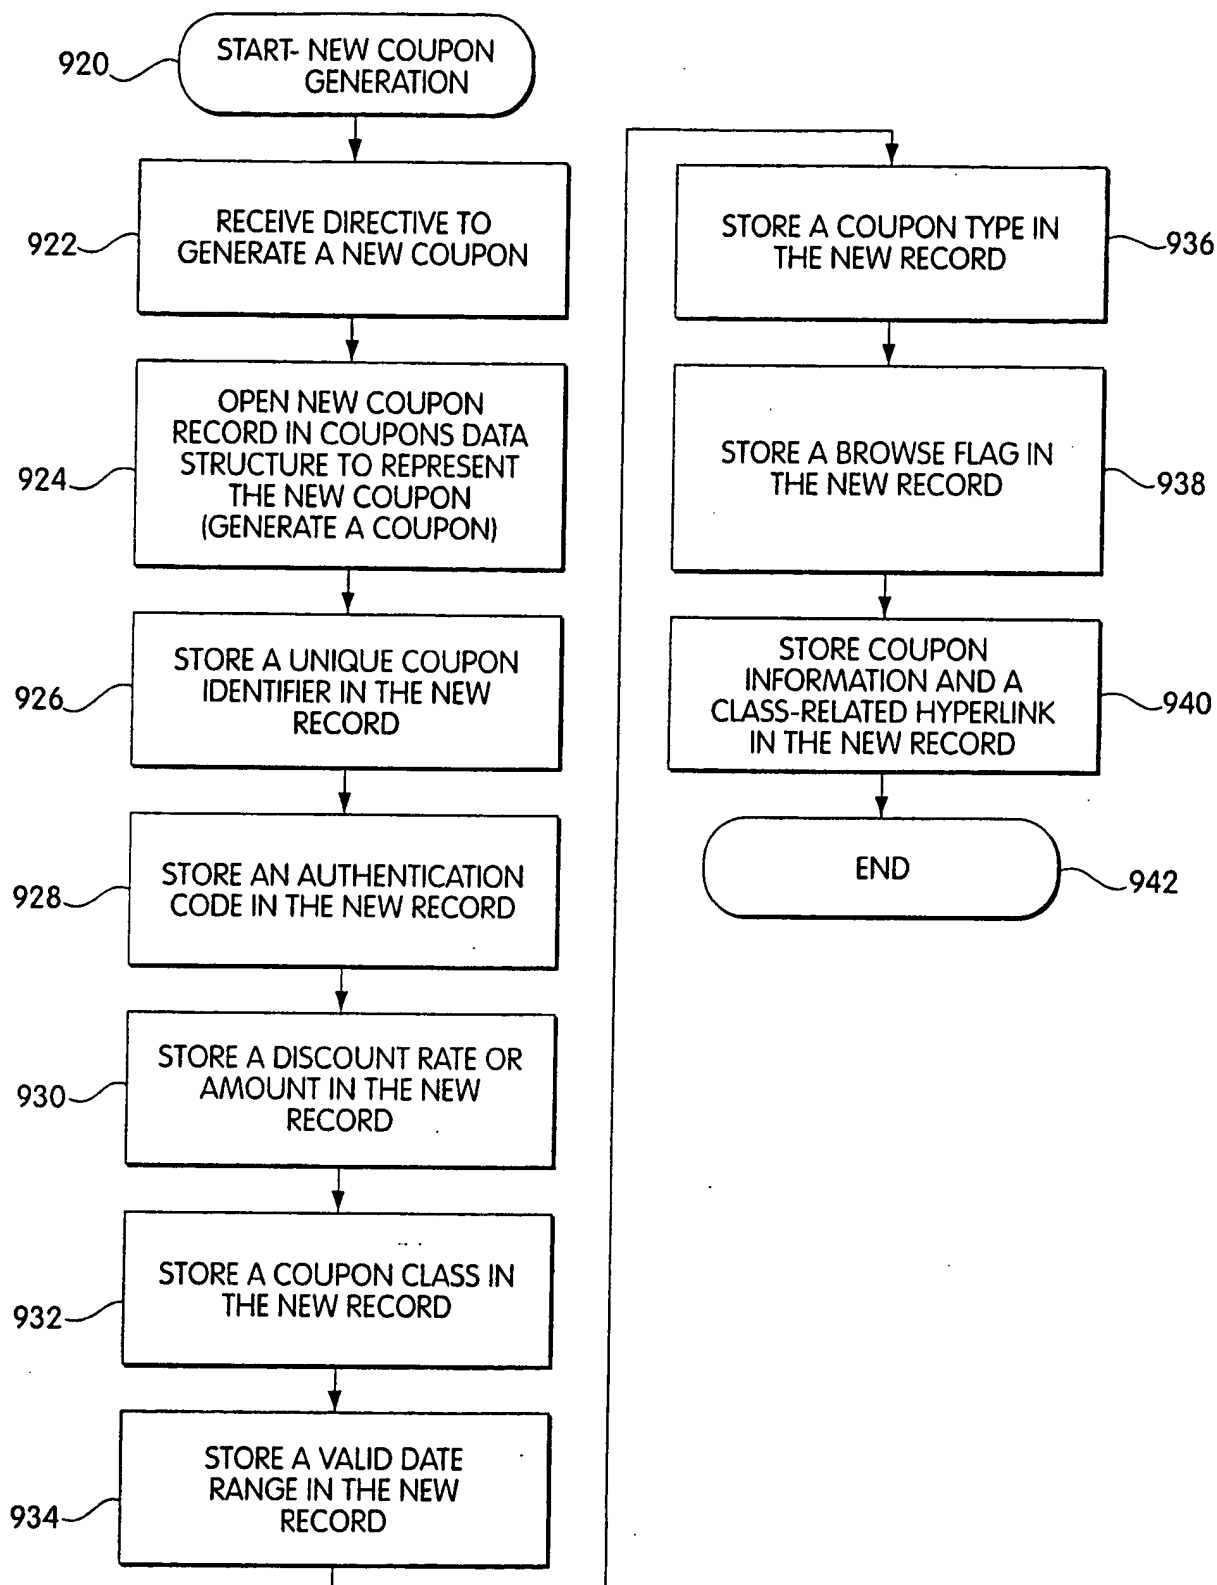 920
START- NEW COUPON
GENERATION
922
RECEIVE DIRECTIVE TO
GENERATE A NEW COUPON
924
OPEN NEW COUPON
RECORD IN COUPONS DATA
STRUCTURE TO REPRESENT
THE NEW COUPON
(GENERATE A COUPON)
926
STORE A UNIQUE COUPON
IDENTIFIER IN THE NEW
RECORD
928
STORE AN AUTHENTICATION
CODE IN THE NEW RECORD
930
STORE A DISCOUNT RATE OR
AMOUNT IN THE NEW
RECORD
932
STORE A COUPON CLASS IN
THE NEW RECORD
934
STORE A VALID DATE
RANGE IN THE NEW
RECORD
STORE A COUPON TYPE IN
THE NEW RECORD
936
STORE A BROWSE FLAG IN
THE NEW RECORD
938
STORE COUPON
INFORMATION AND A
CLASS-RELATED HYPERLINK
IN THE NEW RECORD
940
END
942